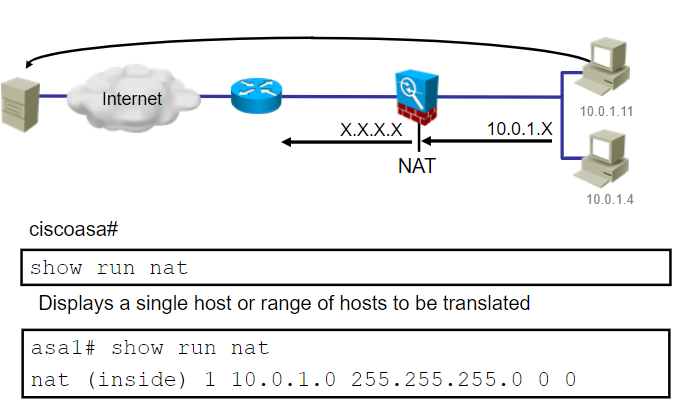 Internet
X.X.X.X
10.0.1.X
10.0.1.11
NAT
10.0.1.4
ciscoasa#
show run nat
Displays a single host or range of hosts to be translated
asa1# show run nat
nat (inside) 1 10.0.1.0 255.255.255.0 0 0